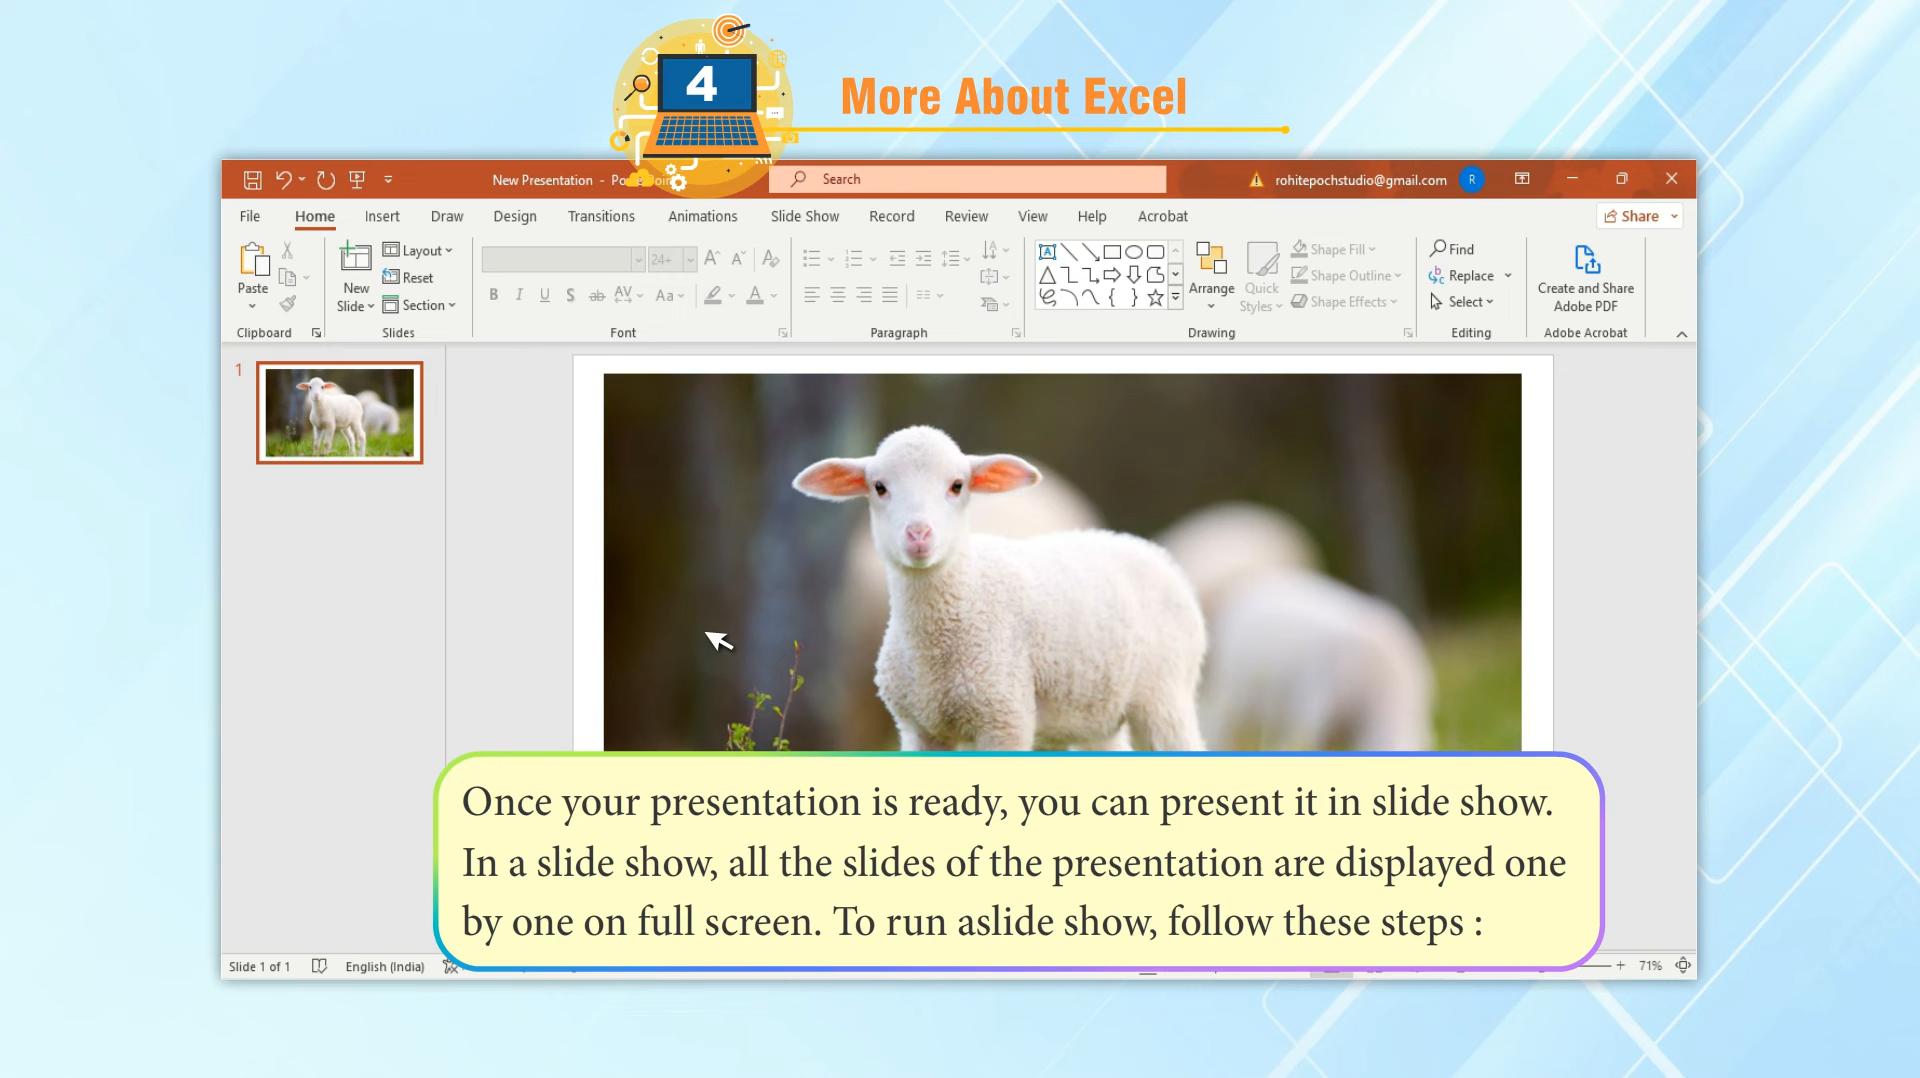 4
More About Excel
New Presentation - Po
Search
rohitepochstudio@gmail.com
R
File Home Insert Draw Design Transitions Animations Slide Show Record Review View Help Acrobat
Share
Paste
New
Slide
Layout
Reset
Section
24+
B I U S ab AV Aa A
Arrange
Quick
Styles
Shape Fill
Shape Outline
Shape Effects
Find
Replace
Select
Create and Share
Adobe PDF
Clipboard Slides Font Paragraph Drawing Editing Adobe Acrobat
1
Once your presentation is ready, you can present it in slide show.
In a slide show, all the slides of the presentation are displayed one
by one on full screen. To run aslide show, follow these steps :
Slide 1 of 1 English (India) 71%